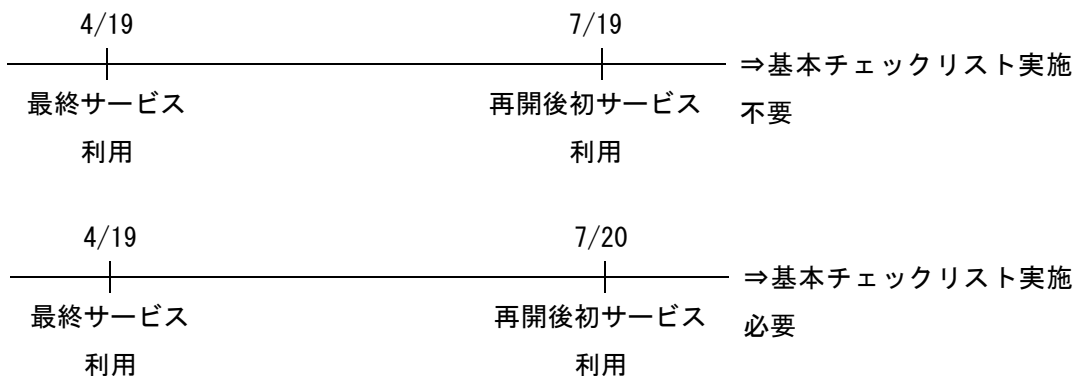 4/19 7/19
⇒基本チェックリスト実施
最終サービス 再開後初サービス 不要
利用 利用
4/19 7/20
⇒基本チェックリスト実施
最終サービス 再開後初サービス 必要
利用 利用